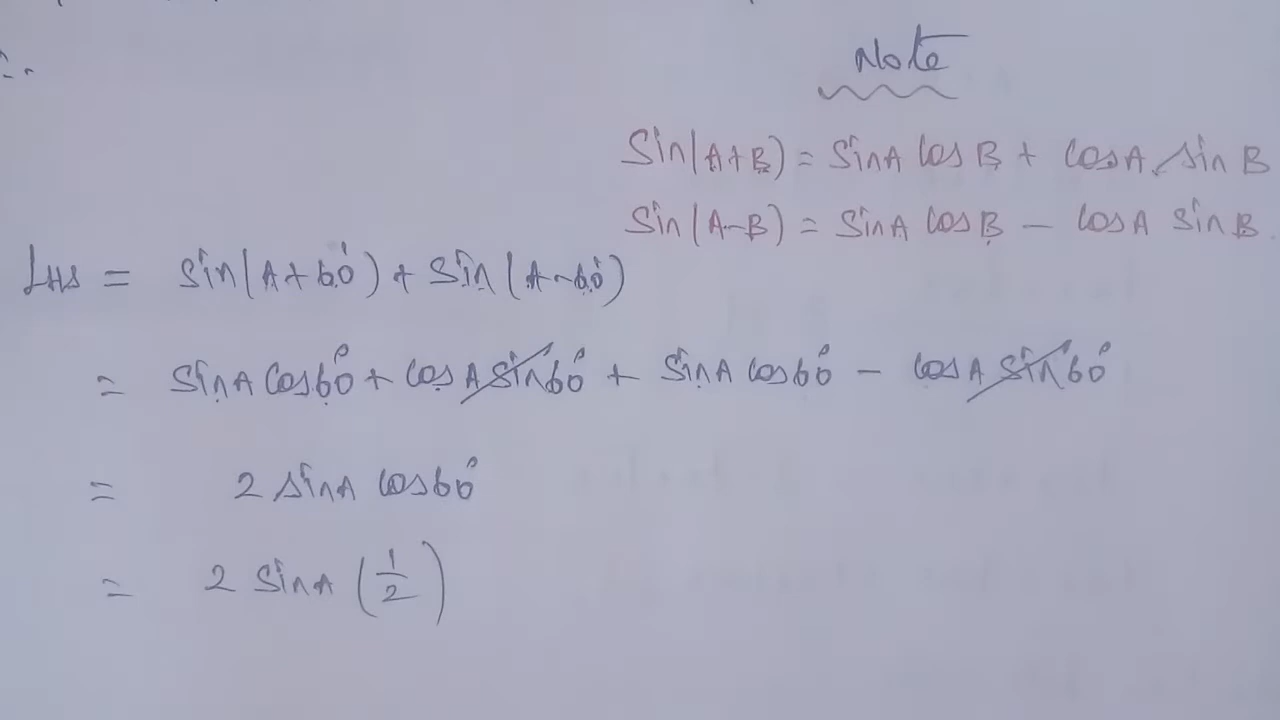 Note
Sin(A+B) = SinA CosB + CosA sinB
Sin(A-B) = SinA CosB - CosA SinB
LHS = Sin(A+60°) + Sin(A-60°)
= SinA Cos60° + CosA Sin60° + SinA Cos60° - CosA Sin60°
= 2 SinA Cos60°
= 2 SinA (1/2)